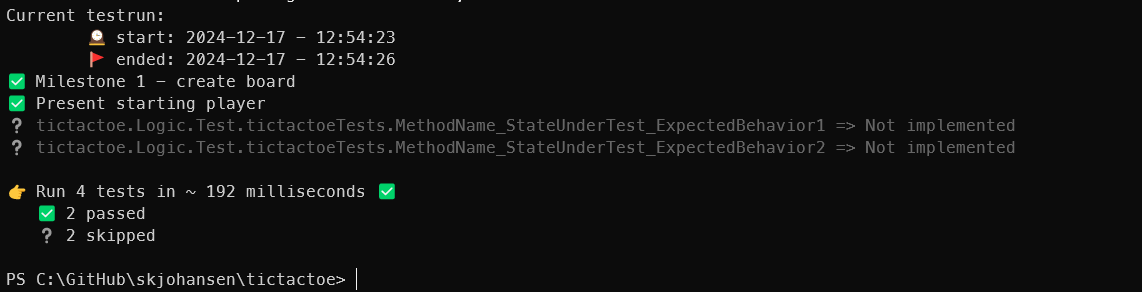 Current testrun:
🕰️ start: 2024-12-17 - 12:54:23
🚩 ended: 2024-12-17 - 12:54:26
✅ Milestone 1 - create board
✅ Present starting player
❔ tictactoe.Logic.Test.tictactoeTests.MethodName_StateUnderTest_ExpectedBehavior1 => Not implemented
❔ tictactoe.Logic.Test.tictactoeTests.MethodName_StateUnderTest_ExpectedBehavior2 => Not implemented
👉 Run 4 tests in ~ 192 milliseconds ✅
✅ 2 passed
❔ 2 skipped
PS C:\GitHub\skjohansen\tictactoe>